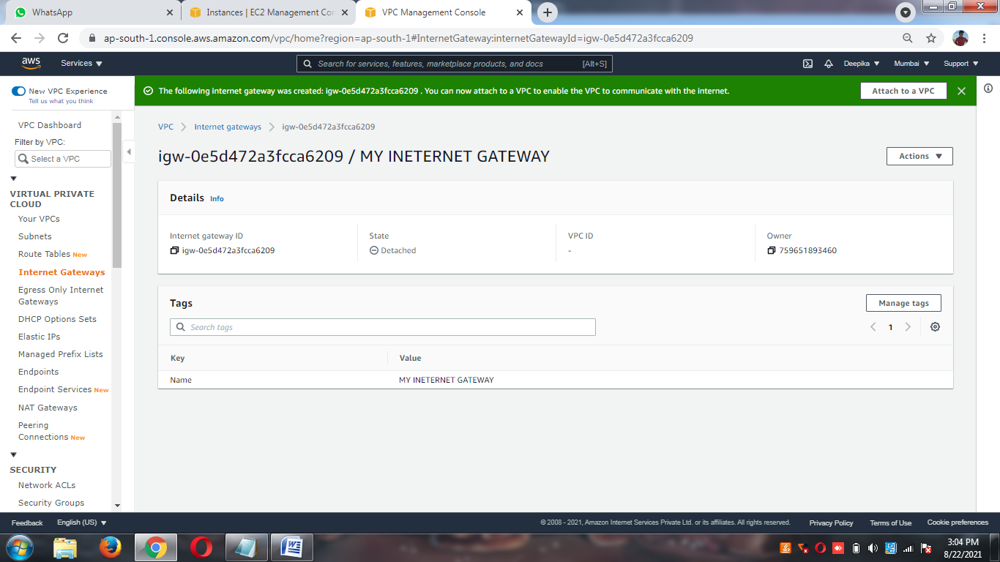 WhatsApp
Instances | EC2 Management Con
VPC Management Console
ap-south-1.console.aws.amazon.com/vpc/home?region=ap-south-1#InternetGateway:internetGatewayId=igw-0e5d472a3fcca6209
aws
Services
Search for services, features, marketplace products, and docs
[Alt+S]
Deepika
Mumbai
Support
New VPC Experience
Tell us what you think
The following internet gateway was created: igw-0e5d472a3fcca6209 . You can now attach to a VPC to enable the VPC to communicate with the internet.
Attach to a VPC
VPC Dashboard
Filter by VPC:
Select a VPC
VIRTUAL PRIVATE
CLOUD
Your VPCs
Subnets
Route Tables New
Internet Gateways
Egress Only Internet
Gateways
DHCP Options Sets
Elastic IPs
Managed Prefix Lists
Endpoints
Endpoint Services New
NAT Gateways
Peering
Connections New
SECURITY
Network ACLs
Security Groups
VPC
Internet gateways
igw-0e5d472a3fcca6209
igw-0e5d472a3fcca6209 / MY INETERNET GATEWAY
Actions
Details Info
Internet gateway ID
igw-0e5d472a3fcca6209
State
Detached
VPC ID
-
Owner
759651893460
Tags
Manage tags
Search tags
1
Key
Value
Name
MY INETERNET GATEWAY
Feedback
English (US)
© 2008 - 2021, Amazon Internet Services Private Ltd. or its affiliates. All rights reserved.
Privacy Policy
Terms of Use
Cookie preferences
3:04 PM
8/22/2021